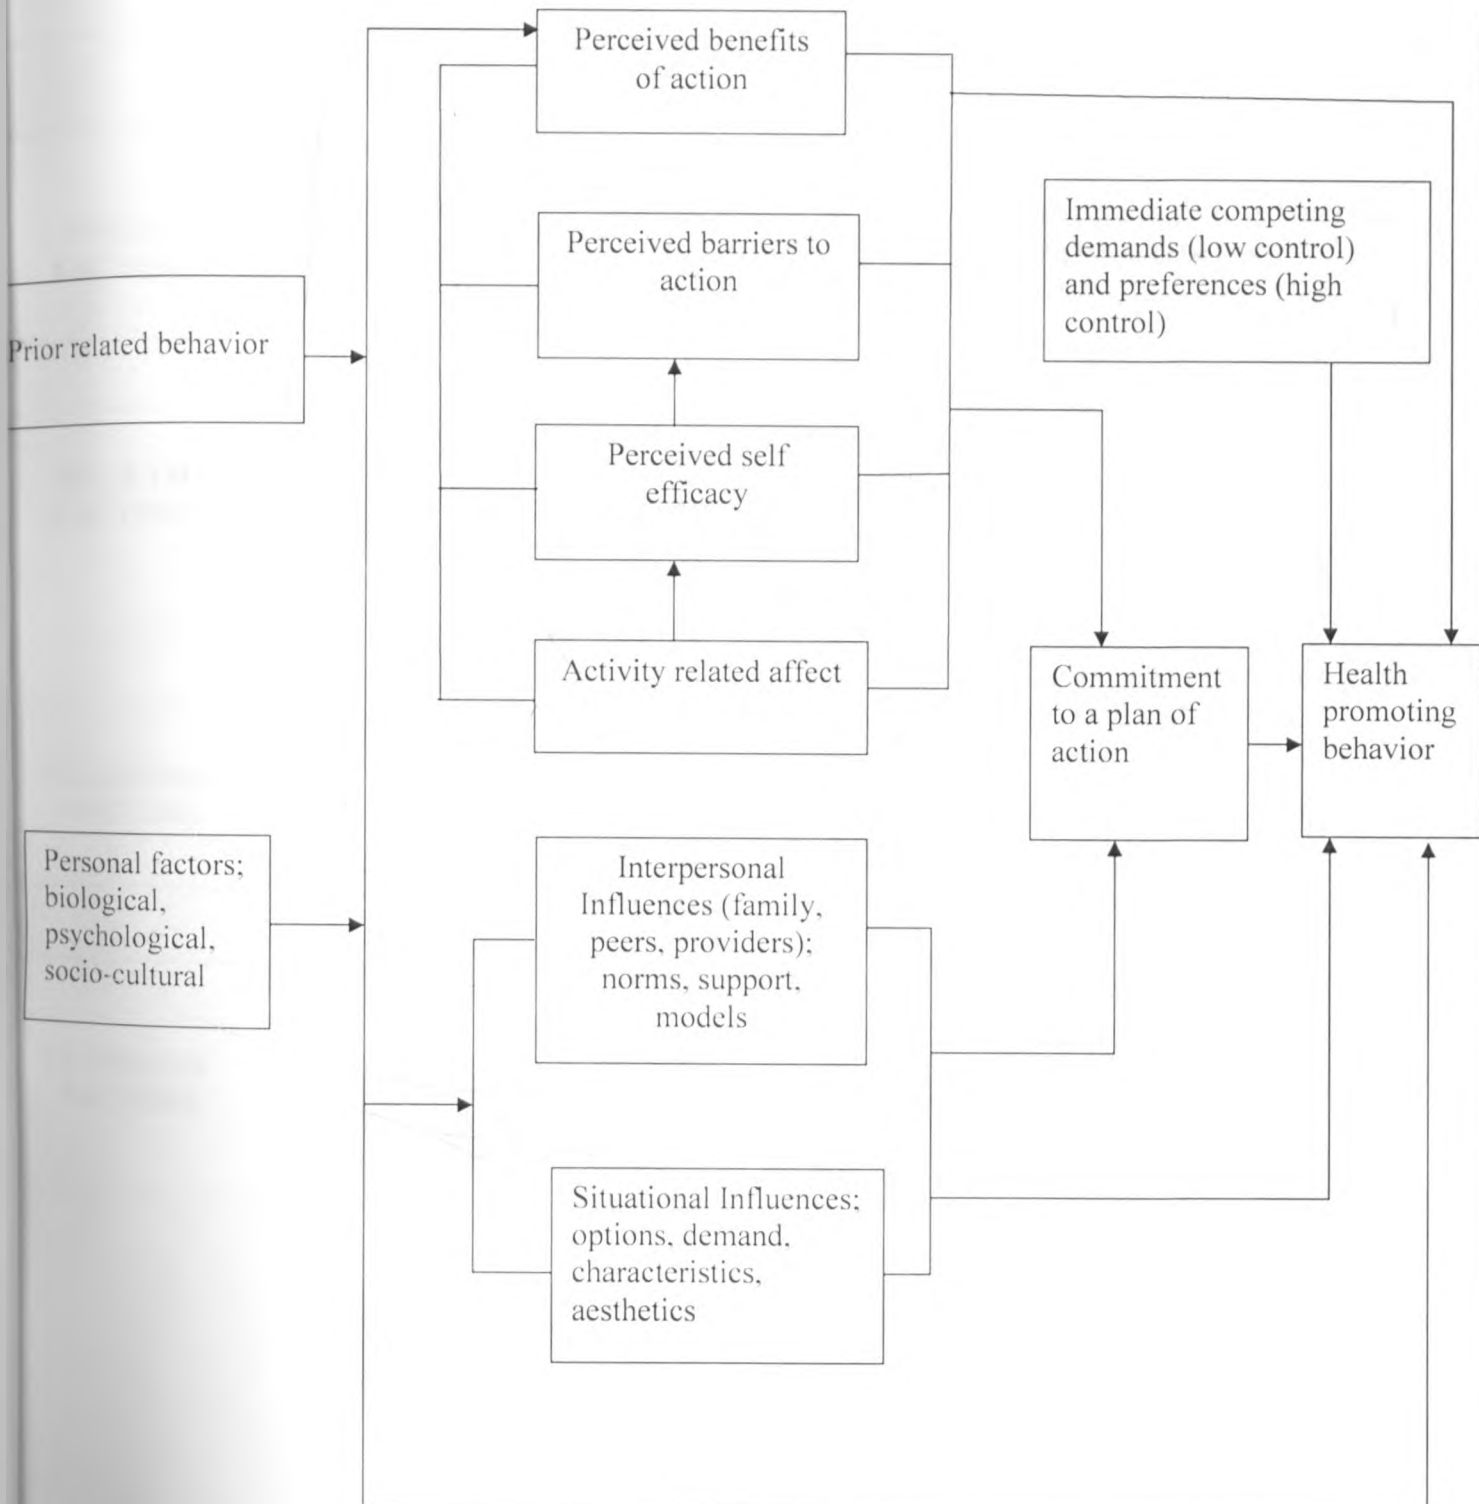 Perceived benefits
of action
Perceived barriers to
action
Immediate competing
demands (low control)
and preferences (high
control)
Prior related behavior
Perceived self
efficacy
Activity related affect
Commitment
to a plan of
action
Health
promoting
behavior
Personal factors;
biological,
psychological,
socio-cultural
Interpersonal
Influences (family,
peers, providers);
norms, support,
models
Situational Influences;
options, demand,
characteristics,
aesthetics